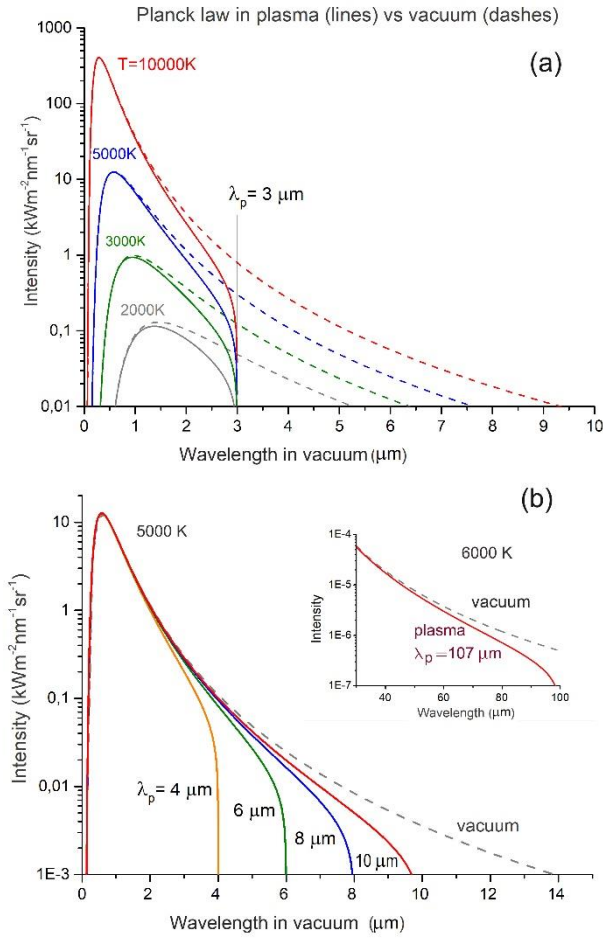 Planck law in plasma (lines) vs vacuum (dashes)
(a)
T=10000K
5000K
3000K
2000K
λp= 3 μm
1000
100
10
1
0,1
0,01
Intensity (kWm⁻²nm⁻¹sr⁻¹)
0 1 2 3 4 5 6 7 8 9 10
Wavelength in vacuum (μm)
(b)
5000 K
10
1
0,1
0,01
1E-3
Intensity (kWm⁻²nm⁻¹sr⁻¹)
λp= 4 μm
6 μm
8 μm
10 μm
vacuum
0 2 4 6 8 10 12 14
Wavelength in vacuum (μm)
6000 K
vacuum
plasma
λp=107 μm
1E-4
1E-5
1E-6
1E-7
Intensity
40 60 80 100
Wavelength (μm)